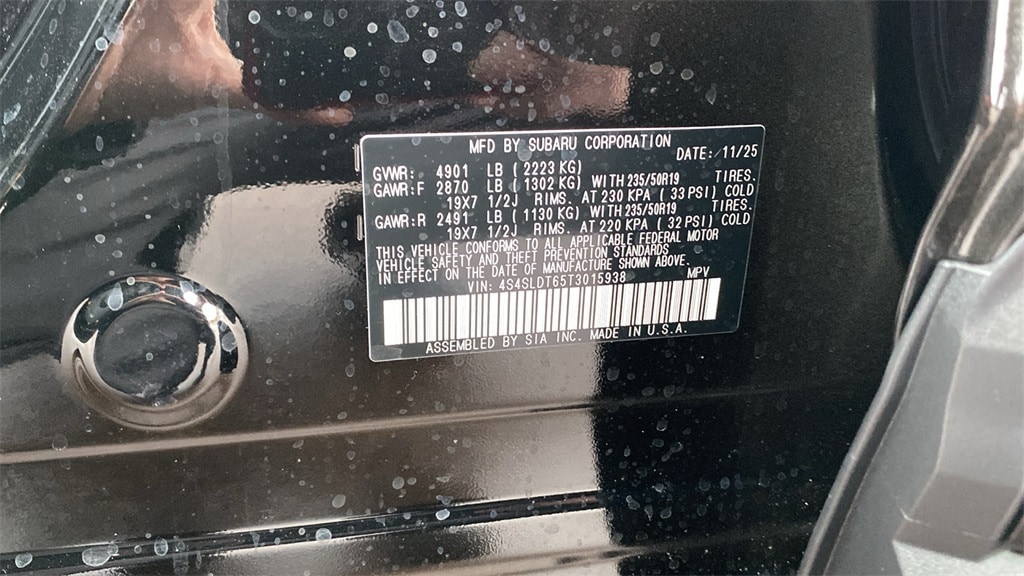 MFD BY SUBARU CORPORATION
DATE: 11/25
GVWR: 4901 LB ( 2223 KG)
GAWR:F 2870 LB ( 1302 KG) WITH 235/50R19 TIRES.
19X7 1/2J RIMS. AT 230 KPA ( 33 PSI) COLD
GAWR:R 2491 LB ( 1130 KG) WITH 235/50R19 TIRES.
19X7 1/2J RIMS. AT 220 KPA ( 32 PSI) COLD
THIS VEHICLE CONFORMS TO ALL APPLICABLE FEDERAL MOTOR
VEHICLE SAFETY AND THEFT PREVENTION STANDARDS
IN EFFECT ON THE DATE OF MANUFACTURE SHOWN ABOVE.
VIN: 4S4SLDT65T3015938 MPV
ASSEMBLED BY SIA INC. MADE IN U.S.A.